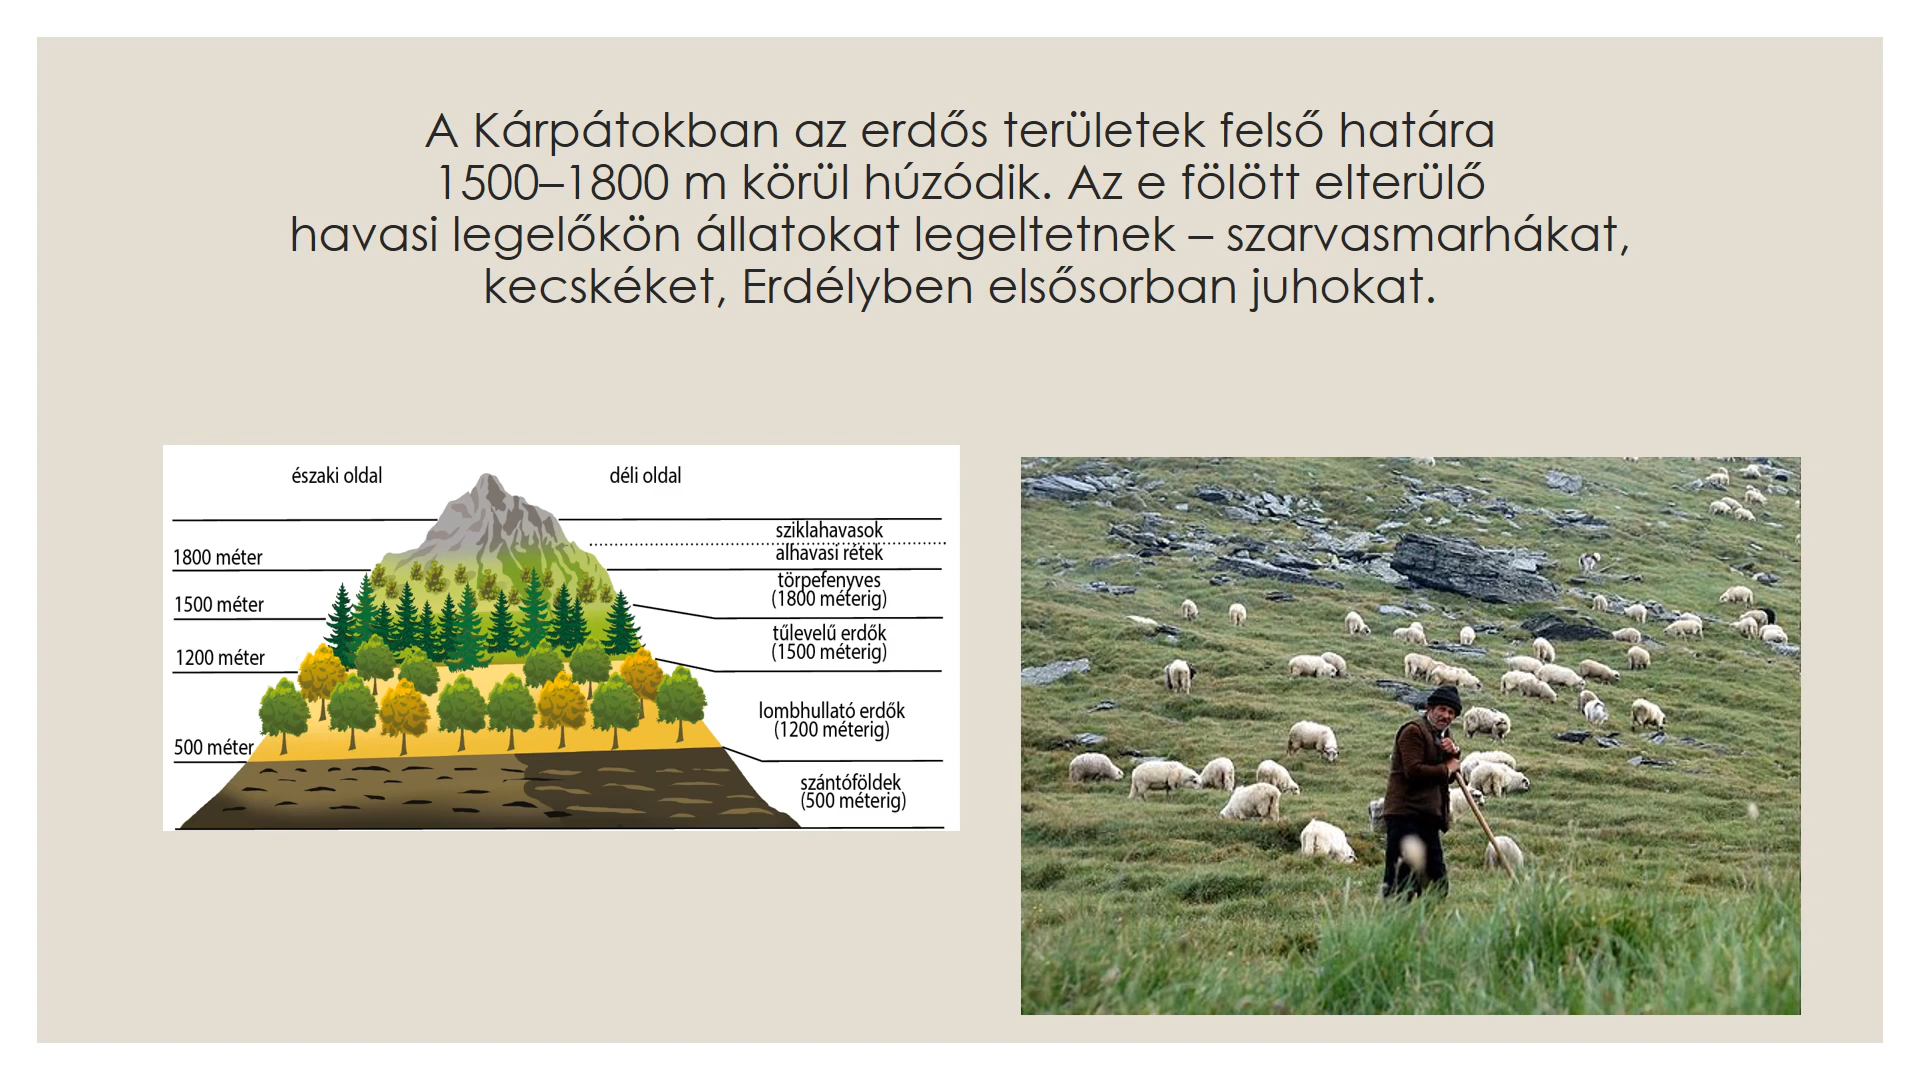 A Kárpátokban az erdős területek felső határa
1500–1800 m körül húzódik. Az e fölött elterülő
havasi legelőkön állatokat legeltetnek – szarvasmarhákat,
kecskéket, Erdélyben elsősorban juhokat.
északi oldal
déli oldal
sziklahavasok
alhavasi rétek
1800 méter
törpefenyves
(1800 méterig)
1500 méter
tűlevelű erdők
(1500 méterig)
1200 méter
lombhullató erdők
(1200 méterig)
500 méter
szántóföldek
(500 méterig)